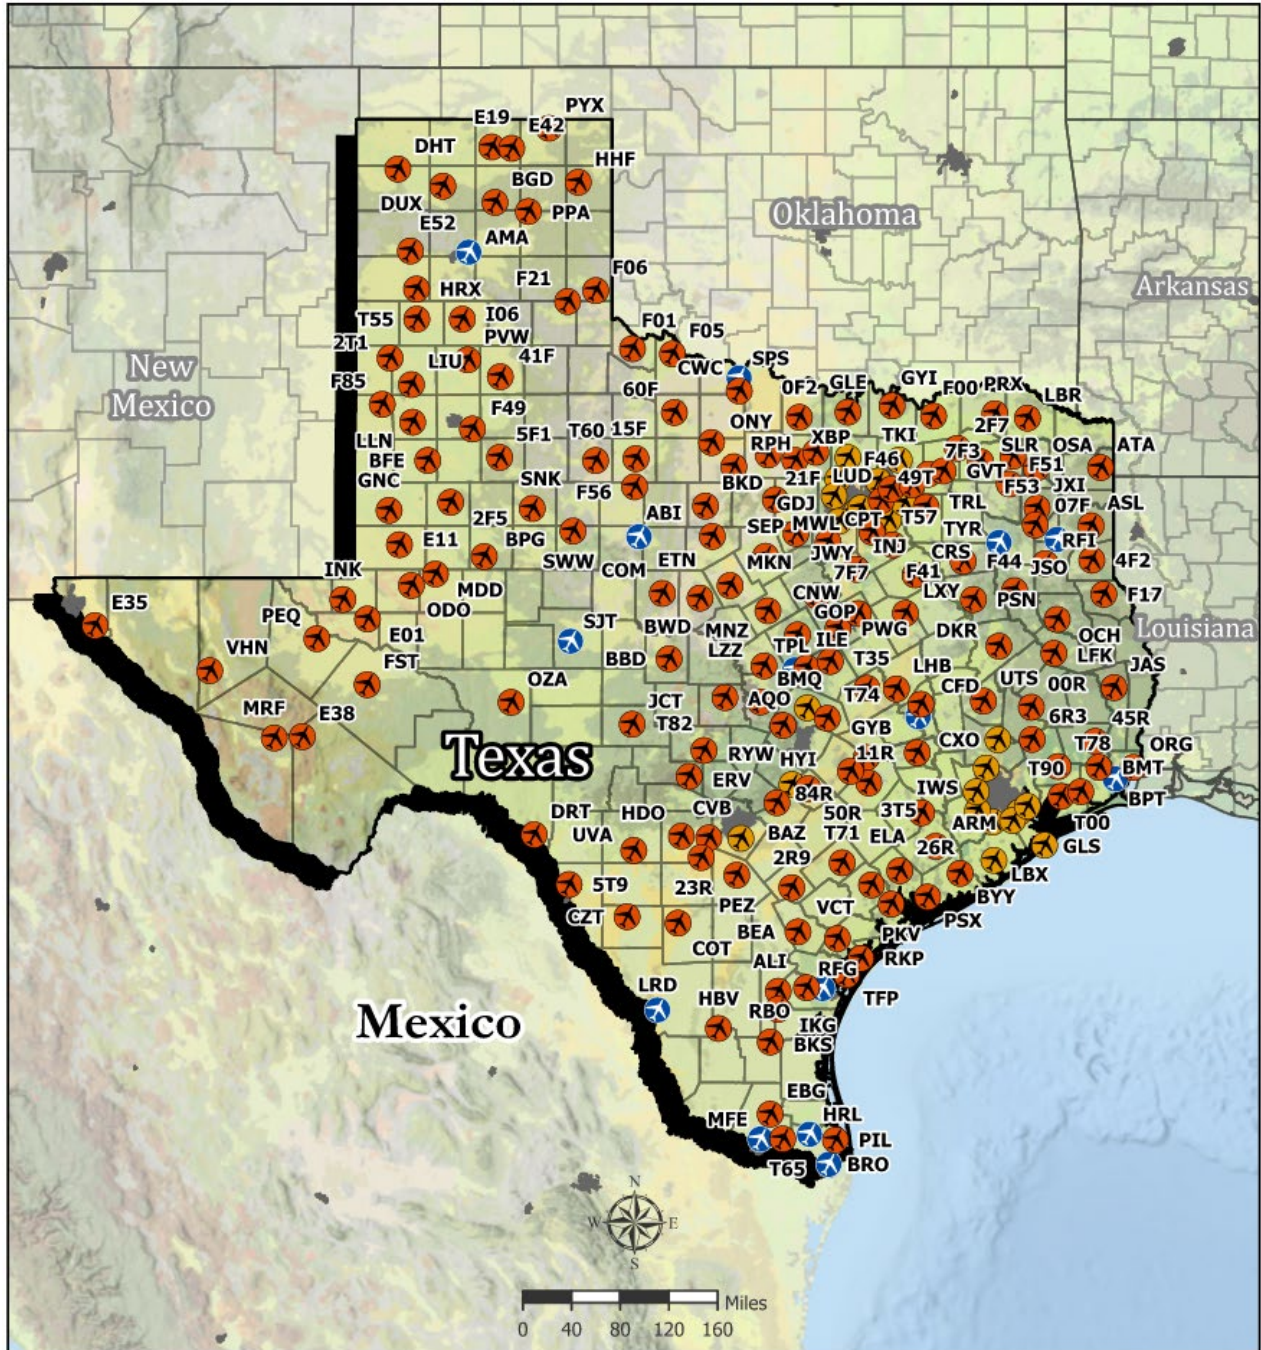 PYX
E19
E42
DHT
HHF
BGD
DUX
PPA
E52
AMA
Oklahoma
F21
F06
HRX
Arkansas
T55
I06
PVW
F01
F05
2T1
LIU
41F
CWC
SPS
New
Mexico
F85
60F
0F2
GLE
GYI
F00
PRX
LBR
F49
ONY
2F7
LLN
5F1
T60
15F
RPH
XBP
TKI
7F3
SLR
OSA
ATA
BFE
F46
GVT
F51
GNC
SNK
F56
BKD
21F
LUD
49T
F53
JXI
2F5
ABI
GDJ
TRL
07F
ASL
E11
BPG
SEP
MWL
CPT
T57
TYR
RFI
SWW
ETN
JWY
INJ
CRS
F44
JSO
4F2
INK
COM
MKN
7F7
F41
MDD
CNW
LXY
PSN
F17
E35
PEQ
ODO
SJT
BWD
MNZ
GOP
PWG
DKR
OCH
Louisiana
E01
ILE
VHN
FST
BBD
LZZ
TPL
T35
LHB
LFK
JAS
OZA
BMQ
UTS
MRF
E38
JCT
AQO
T74
CFD
00R
T82
GYB
6R3
45R
Texas
RYW
HYI
11R
CXO
T78
ORG
ERV
84R
IWS
T90
BMT
DRT
HDO
CVB
50R
3T5
BPT
UVA
BAZ
T71
ELA
ARM
T00
26R
GLS
5T9
23R
2R9
LBX
CZT
PEZ
VCT
BYY
BEA
PSX
COT
PKV
ALI
RFG
RKP
LRD
HBV
RBO
TFP
Mexico
IKG
BKS
EBG
MFE
HRL
PIL
T65
BRO
N
W E
S
Miles
0 40 80 120 160